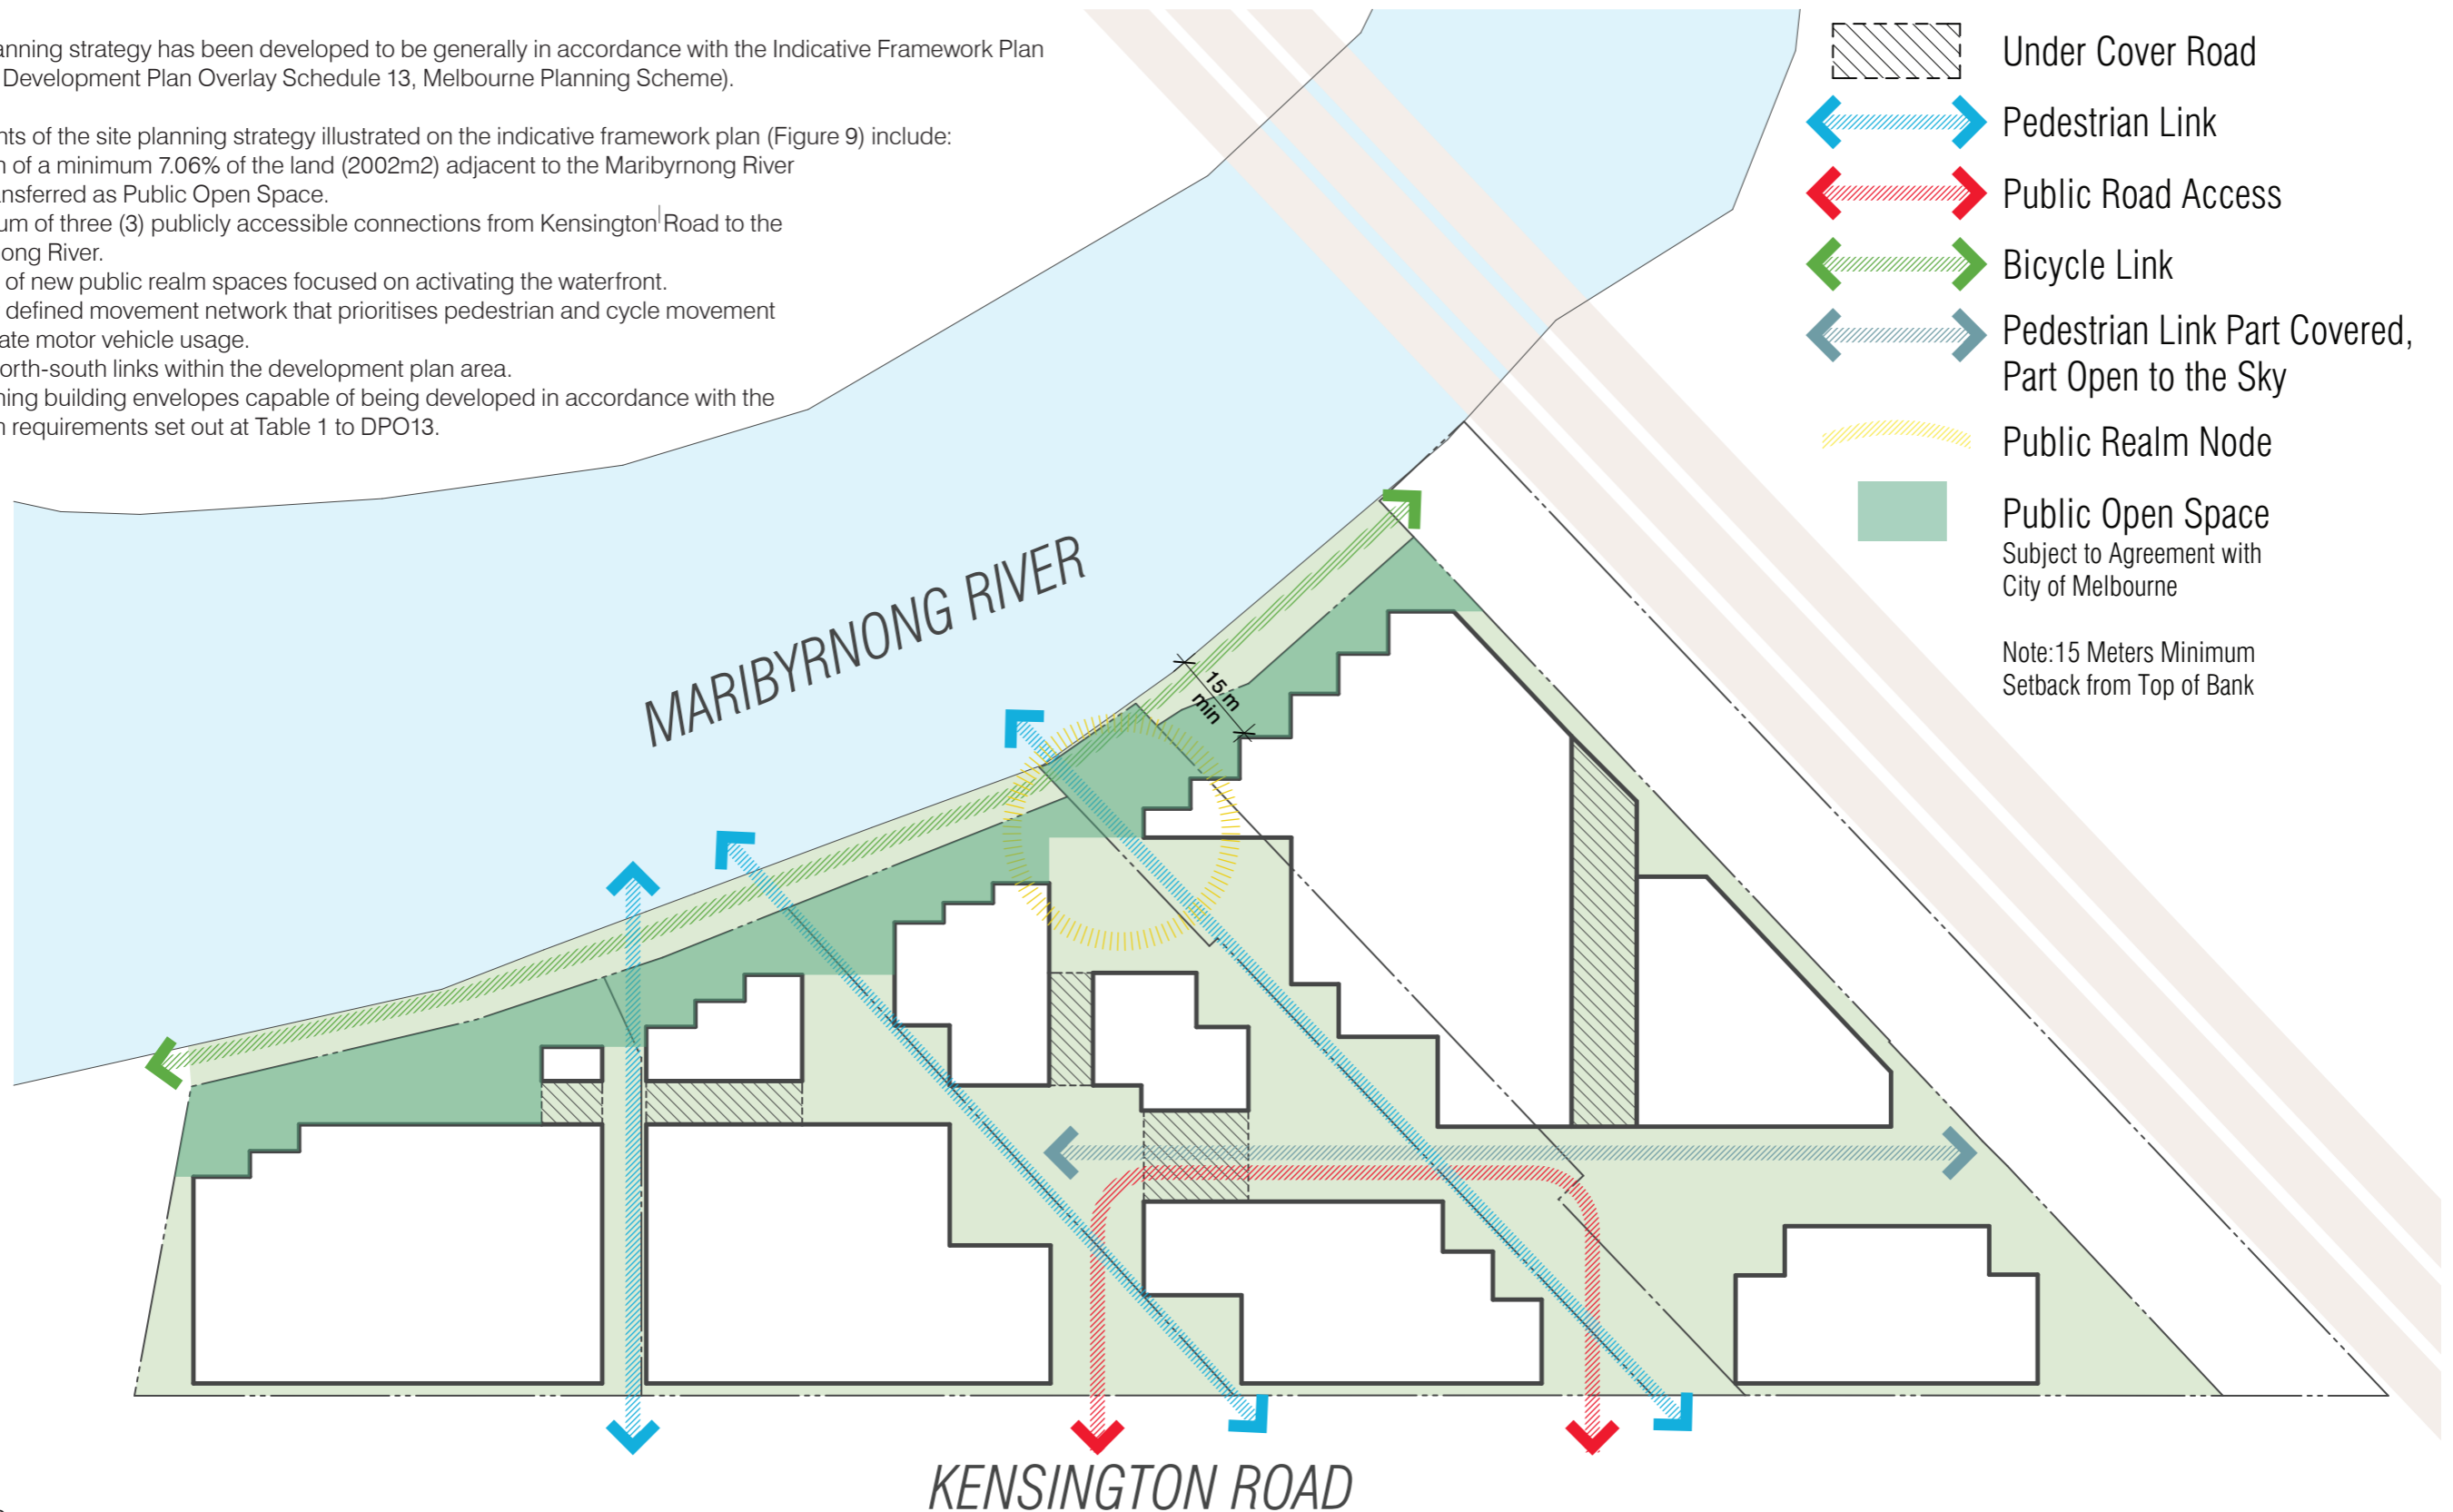 anning strategy has been developed to be generally in accordance with the Indicative Framework Plan
Development Plan Overlay Schedule 13, Melbourne Planning Scheme).
nts of the site planning strategy illustrated on the indicative framework plan (Figure 9) include:
n of a minimum 7.06% of the land (2002m2) adjacent to the Maribyrnong River
ansferred as Public Open Space.
um of three (3) publicly accessible connections from Kensington Road to the
ong River.
of new public realm spaces focused on activating the waterfront.
defined movement network that prioritises pedestrian and cycle movement
ate motor vehicle usage.
orth-south links within the development plan area.
ning building envelopes capable of being developed in accordance with the
n requirements set out at Table 1 to DPO13.
Under Cover Road
Pedestrian Link
Public Road Access
Bicycle Link
Pedestrian Link Part Covered,
Part Open to the Sky
Public Realm Node
Public Open Space
Subject to Agreement with
City of Melbourne
Note:15 Meters Minimum
Setback from Top of Bank
MARIBYRNONG RIVER
15 m
min
KENSINGTON ROAD